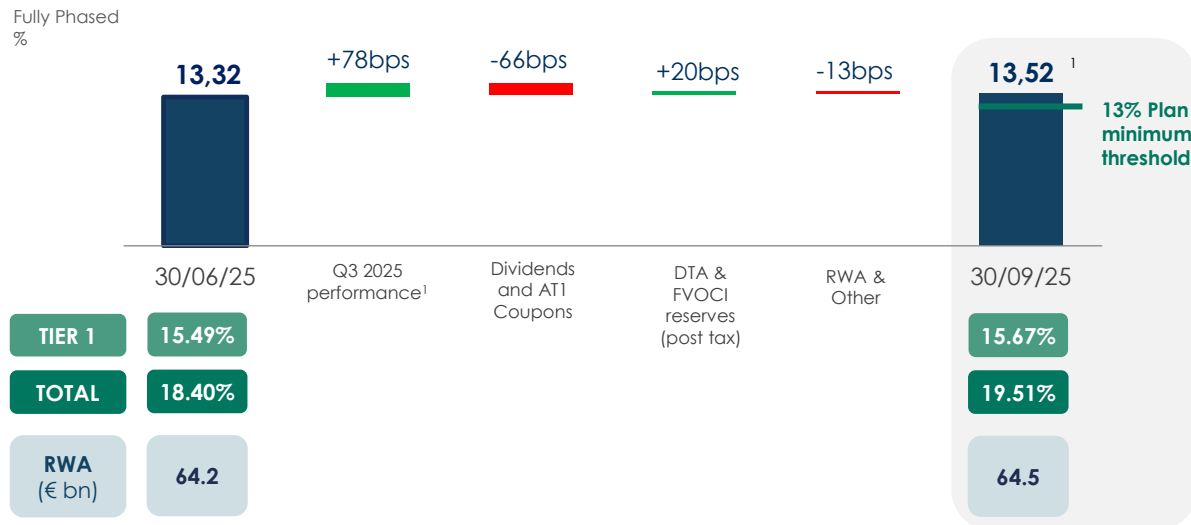 Fully Phased
%
13,32
+78bps
-66bps
+20bps
-13bps
13,52 1
13% Plan
minimum
threshold
30/06/25
Q3 2025
performance1
Dividends
and AT1
Coupons
DTA &
FVOCI
reserves
(post tax)
RWA &
Other
30/09/25
TIER 1
15.49%
15.67%
TOTAL
18.40%
19.51%
RWA
(€ bn)
64.2
64.5